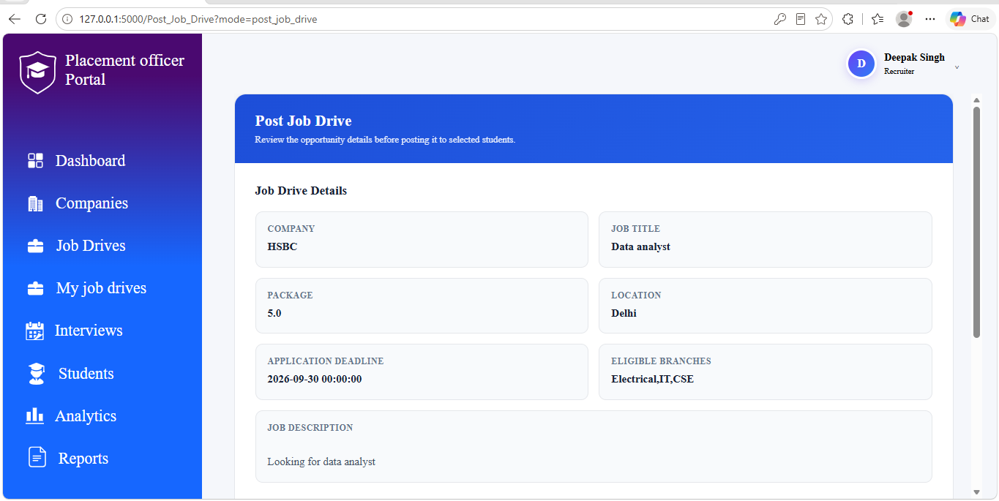 127.0.0.1:5000/Post_Job_Drive?mode=post_job_drive
Chat
Placement officer
Portal
Dashboard
Companies
Job Drives
My job drives
Interviews
Students
Analytics
Reports
D
Deepak Singh
Recruiter
Post Job Drive
Review the opportunity details before posting it to selected students.
Job Drive Details
COMPANY
HSBC
JOB TITLE
Data analyst
PACKAGE
5.0
LOCATION
Delhi
APPLICATION DEADLINE
2026-09-30 00:00:00
ELIGIBLE BRANCHES
Electrical,IT,CSE
JOB DESCRIPTION
Looking for data analyst